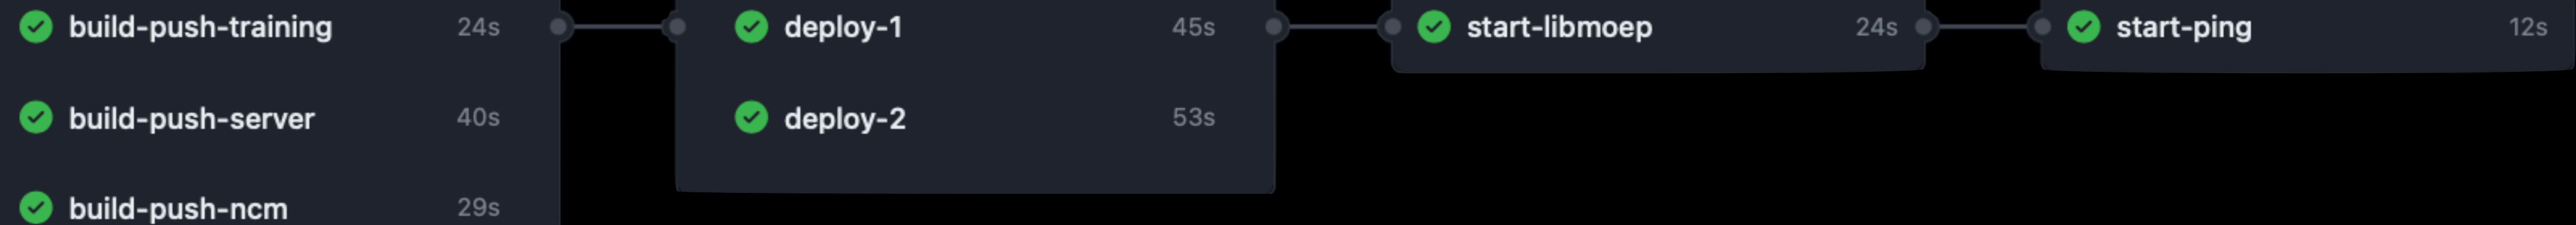 build-push-training 24s
build-push-server 40s
build-push-ncm 29s
deploy-1 45s
deploy-2 53s
start-libmoep 24s
start-ping 12s